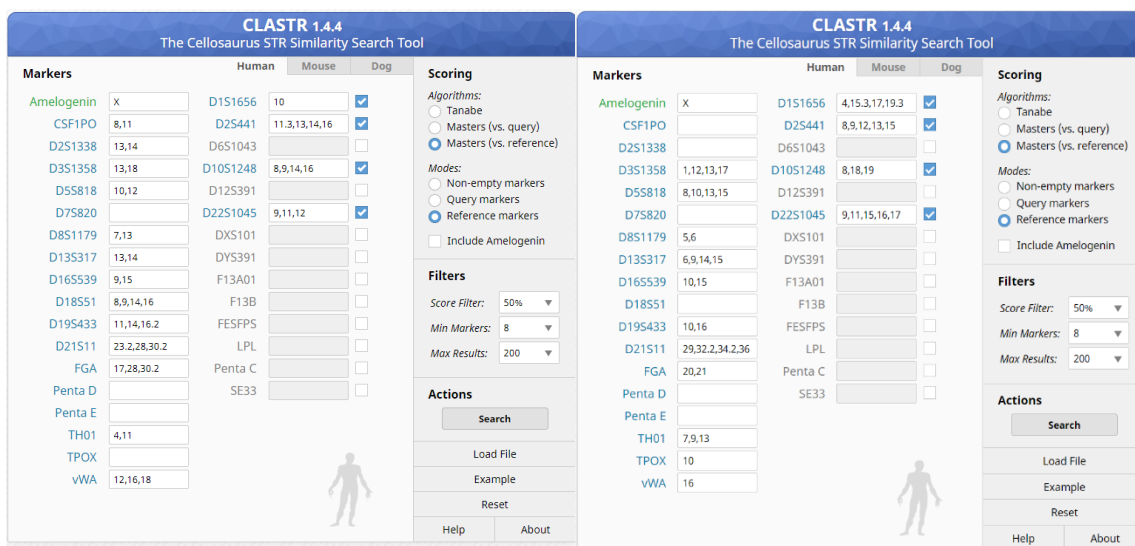 CLASTR 1.4.4
The Cellosaurus STR Similarity Search Tool
Markers
Human Mouse Dog
Amelogenin X D1S1656 10
CSF1PO 8,11 D2S441 11.3,13,14,16
D2S1338 13,14 D6S1043
D3S1358 13,18 D10S1248 8,9,14,16
D5S818 10,12 D12S391
D7S820 D22S1045 9,11,12
D8S1179 7,13 DXS101
D13S317 13,14 DYS391
D16S539 9,15 F13A01
D18S51 8,9,14,16 F13B
D19S433 11,14,16.2 FESFPS
D21S11 23.2,28,30.2 LPL
FGA 17,28,30.2 Penta C
Penta D SE33
Penta E
TH01 4,11
TPOX
vWA 12,16,18
Scoring
Algorithms:
Tanabe
Masters (vs. query)
Masters (vs. reference)
Modes:
Non-empty markers
Query markers
Reference markers
Include Amelogenin
Filters
Score Filter: 50%
Min Markers: 8
Max Results: 200
Actions
Search
Load File
Example
Reset
Help About
CLASTR 1.4.4
The Cellosaurus STR Similarity Search Tool
Markers
Human Mouse Dog
Amelogenin X D1S1656 4,15.3,17,19.3
CSF1PO D2S441 8,9,12,13,15
D2S1338 D6S1043
D3S1358 1,12,13,17 D10S1248 8,18,19
D5S818 8,10,13,15 D12S391
D7S820 D22S1045 9,11,15,16,17
D8S1179 5,6 DXS101
D13S317 6,9,14,15 DYS391
D16S539 10,15 F13A01
D18S51 F13B
D19S433 10,16 FESFPS
D21S11 29,32.2,34.2,36 LPL
FGA 20,21 Penta C
Penta D SE33
Penta E
TH01 7,9,13
TPOX 10
vWA 16
Scoring
Algorithms:
Tanabe
Masters (vs. query)
Masters (vs. reference)
Modes:
Non-empty markers
Query markers
Reference markers
Include Amelogenin
Filters
Score Filter: 50%
Min Markers: 8
Max Results: 200
Actions
Search
Load File
Example
Reset
Help About